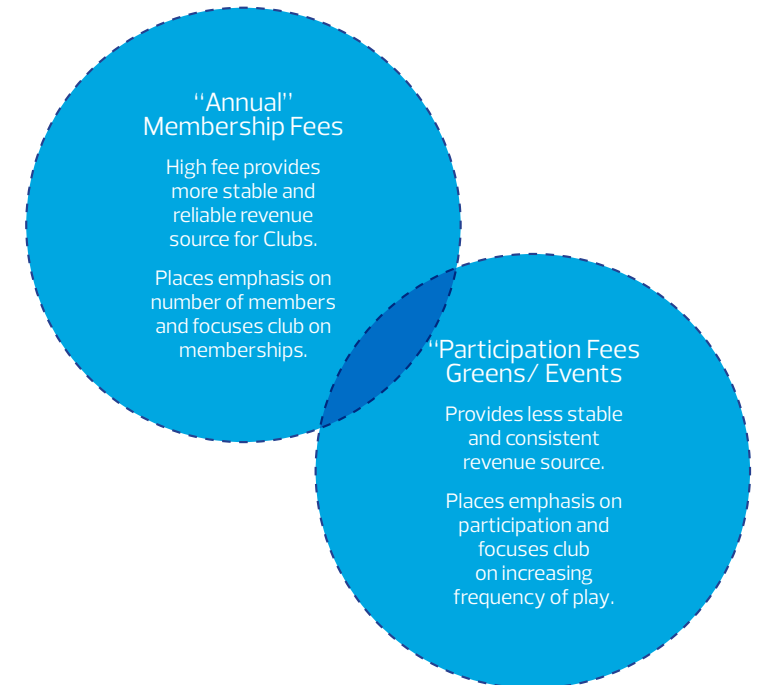 “Annual”
Membership Fees
High fee provides
more stable and
reliable revenue
source for Clubs.
Places emphasis on
number of members
and focuses club on
memberships.
“Participation Fees
Greens/ Events
Provides less stable
and consistent
revenue source.
Places emphasis on
participation and
focuses club
on increasing
frequency of play.